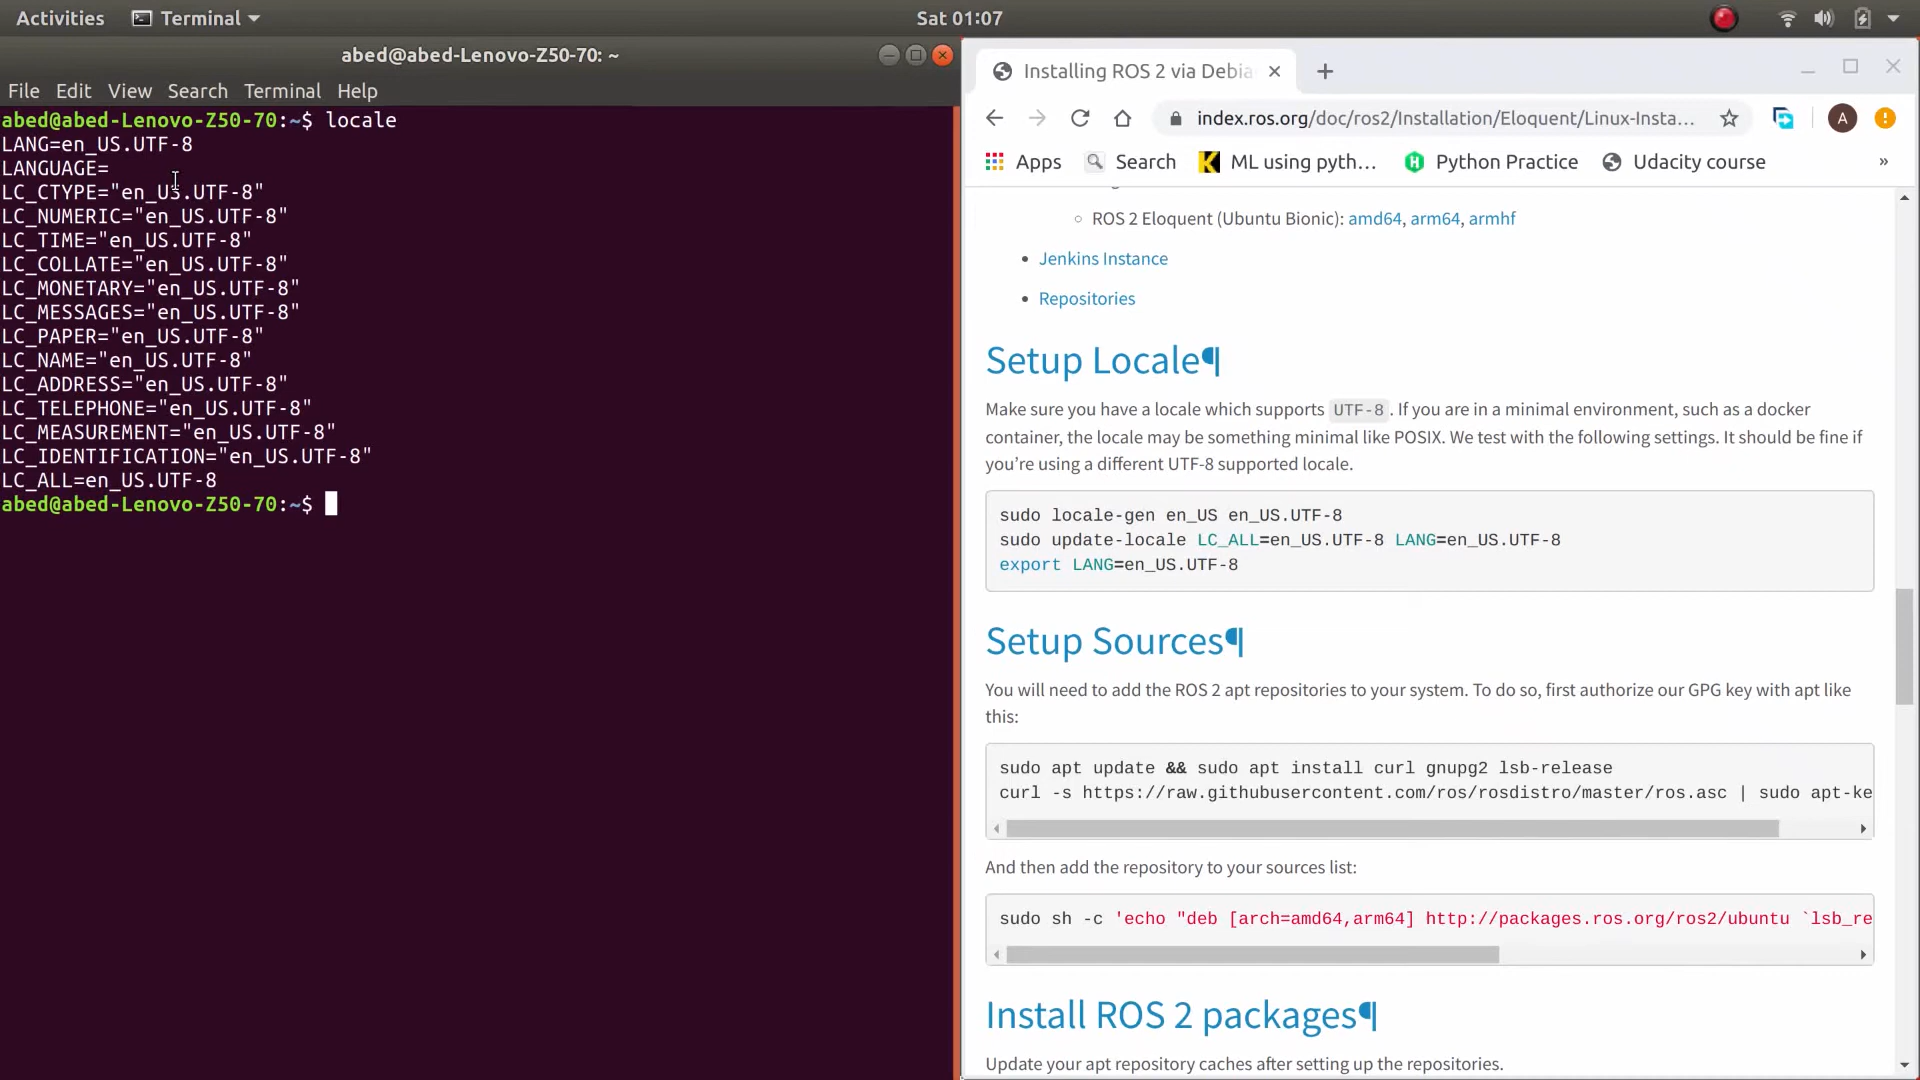 Activities
Terminal
Sat 01:07
abed@abed-Lenovo-Z50-70: ~
File Edit View Search Terminal Help
abed@abed-Lenovo-Z50-70:~$ locale
LANG=en_US.UTF-8
LANGUAGE=
LC_CTYPE="en_US.UTF-8"
LC_NUMERIC="en_US.UTF-8"
LC_TIME="en_US.UTF-8"
LC_COLLATE="en_US.UTF-8"
LC_MONETARY="en_US.UTF-8"
LC_MESSAGES="en_US.UTF-8"
LC_PAPER="en_US.UTF-8"
LC_NAME="en_US.UTF-8"
LC_ADDRESS="en_US.UTF-8"
LC_TELEPHONE="en_US.UTF-8"
LC_MEASUREMENT="en_US.UTF-8"
LC_IDENTIFICATION="en_US.UTF-8"
LC_ALL=en_US.UTF-8
abed@abed-Lenovo-Z50-70:~$
Installing ROS 2 via Debia
index.ros.org/doc/ros2/Installation/Eloquent/Linux-Insta...
A
Apps Search ML using pyth... Python Practice Udacity course »
ROS 2 Eloquent (Ubuntu Bionic): amd64, arm64, armhf
Jenkins Instance
Repositories
Setup Locale¶
Make sure you have a locale which supports UTF-8 . If you are in a minimal environment, such as a docker
container, the locale may be something minimal like POSIX. We test with the following settings. It should be fine if
you're using a different UTF-8 supported locale.
sudo locale-gen en_US en_US.UTF-8
sudo update-locale LC_ALL=en_US.UTF-8 LANG=en_US.UTF-8
export LANG=en_US.UTF-8
Setup Sources¶
You will need to add the ROS 2 apt repositories to your system. To do so, first authorize our GPG key with apt like
this:
sudo apt update && sudo apt install curl gnupg2 lsb-release
curl -s https://raw.githubusercontent.com/ros/rosdistro/master/ros.asc | sudo apt-ke
And then add the repository to your sources list:
sudo sh -c 'echo "deb [arch=amd64,arm64] http://packages.ros.org/ros2/ubuntu `lsb_re
Install ROS 2 packages¶
Update your apt repository caches after setting up the repositories.